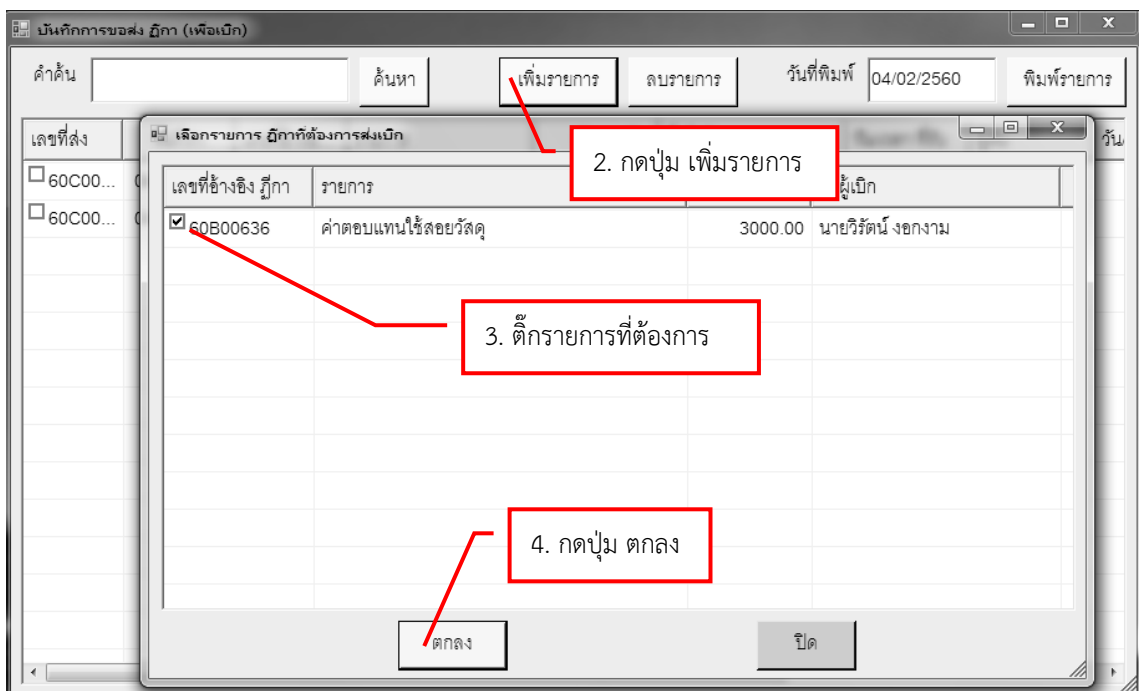 บันทึกการขอส่ง ฎีกา (เพื่อเบิก)
คำค้น ค้นหา เพิ่มรายการ ลบรายการ วันที่พิมพ์ 04/02/2560 พิมพ์รายการ
เลขที่ส่ง
วัน
60C00...
60C00...
เลือกรายการ ฎีกาที่ต้องการส่งเบิก
2. กดปุ่ม เพิ่มรายการ
เลขที่อ้างอิง ฎีกา รายการ ผู้เบิก
60B00636 ค่าตอบแทนใช้สอยวัสดุ 3000.00 นายวิรัตน์ งอกงาม
3. ติ๊กรายการที่ต้องการ
4. กดปุ่ม ตกลง
ตกลง ปิด